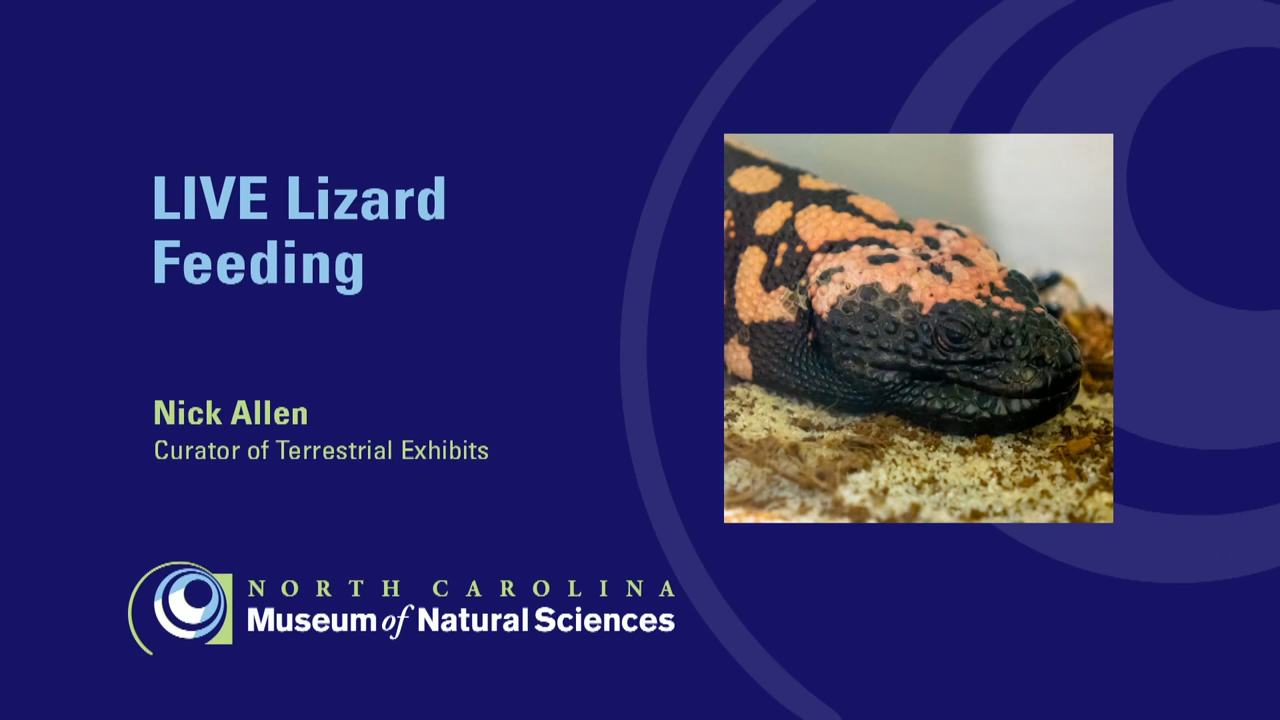 LIVE Lizard
Feeding
Nick Allen
Curator of Terrestrial Exhibits
NORTH CAROLINA
Museum of Natural Sciences